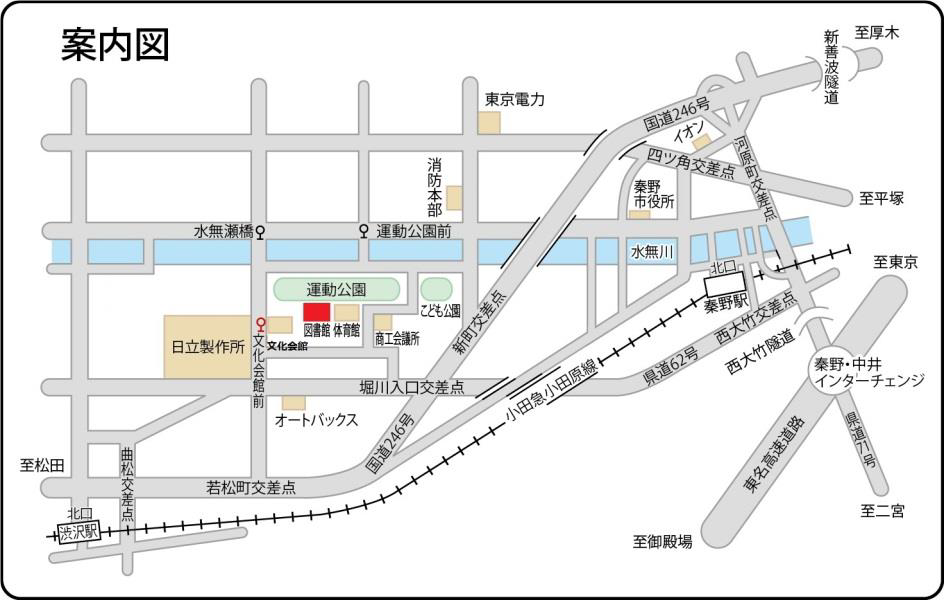 案内図
至厚木
新善波隧道
東京電力
国道246号
イオン
四ツ角交差点
河原町交差点
消防本部
秦野
市役所
至平塚
水無瀬橋
運動公園前
水無川
北口
秦野駅
至東京
運動公園
こども公園
図書館
体育館
商工会議所
文化会館
日立製作所
文化会館前
新町交差点
西大竹交差点
西大竹隧道
県道62号
秦野・中井
インターチェンジ
堀川入口交差点
小田急小田原線
オートバックス
国道246号
東名高速道路
県道71号
至松田
曲松交差点
若松町交差点
北口
渋沢駅
至二宮
至御殿場